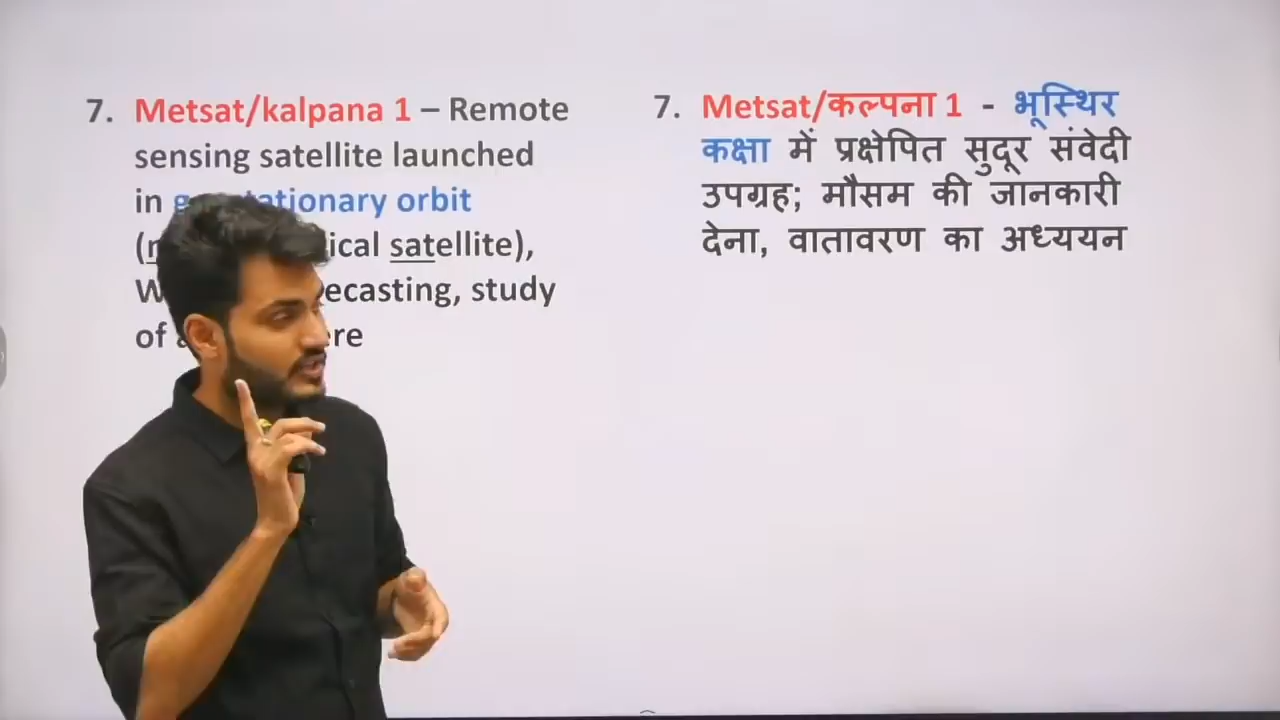 7. Metsat/kalpana 1 – Remote
sensing satellite launched
in orbit
satellite),
study
of
7. Metsat/कल्पना 1 - भूस्थिर
कक्षा में प्रक्षेपित सुदूर संवेदी
उपग्रह; मौसम की जानकारी
देना, वातावरण का अध्ययन